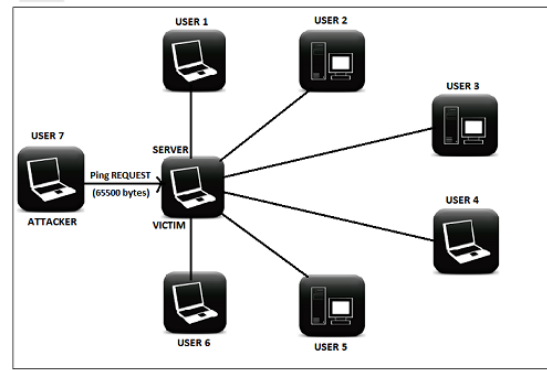 USER 1
USER 2
USER 3
USER 7
SERVER
Ping REQUEST
(65500 bytes)
ATTACKER
VICTIM
USER 4
USER 6
USER 5